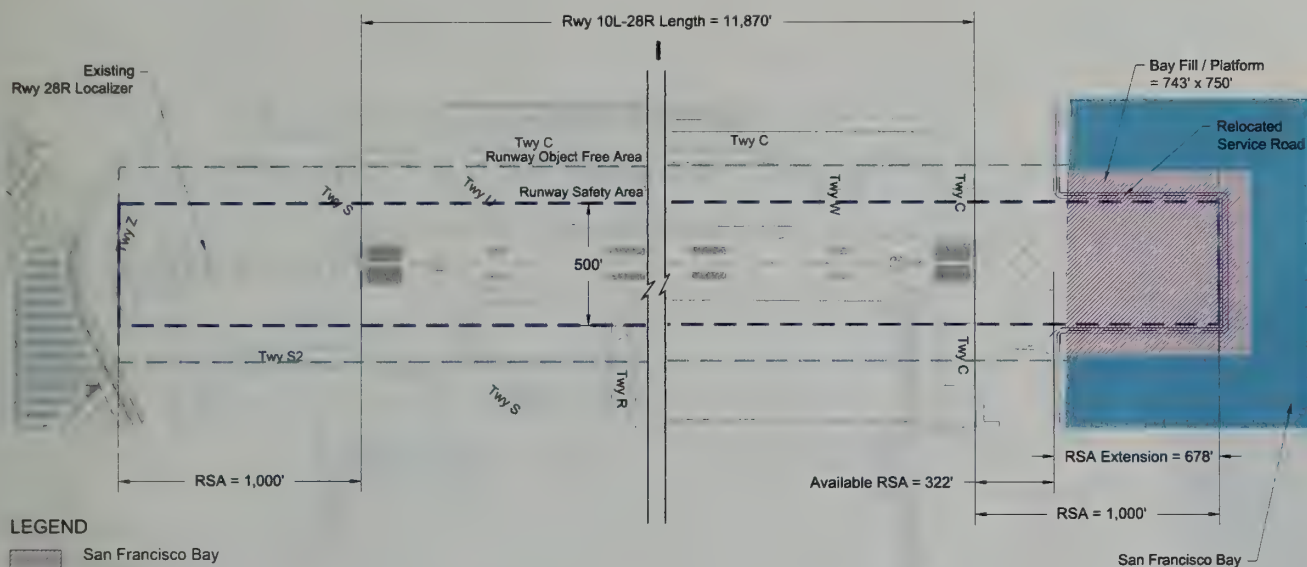 Rwy 10L-28R Length = 11,870'
Existing
Rwy 28R Localizer
Bay Fill / Platform
= 743' x 750'
Relocated
Service Road
Twy C
Twy C
Runway Object Free Area
Runway Safety Area
Twy Z
Twy S
Twy U
Twy W
Twy C
500'
Twy S2
Twy S
Twy R
Twy C
RSA Extension = 678'
RSA = 1,000'
Available RSA = 322'
RSA = 1,000'
LEGEND
San Francisco Bay
San Francisco Bay